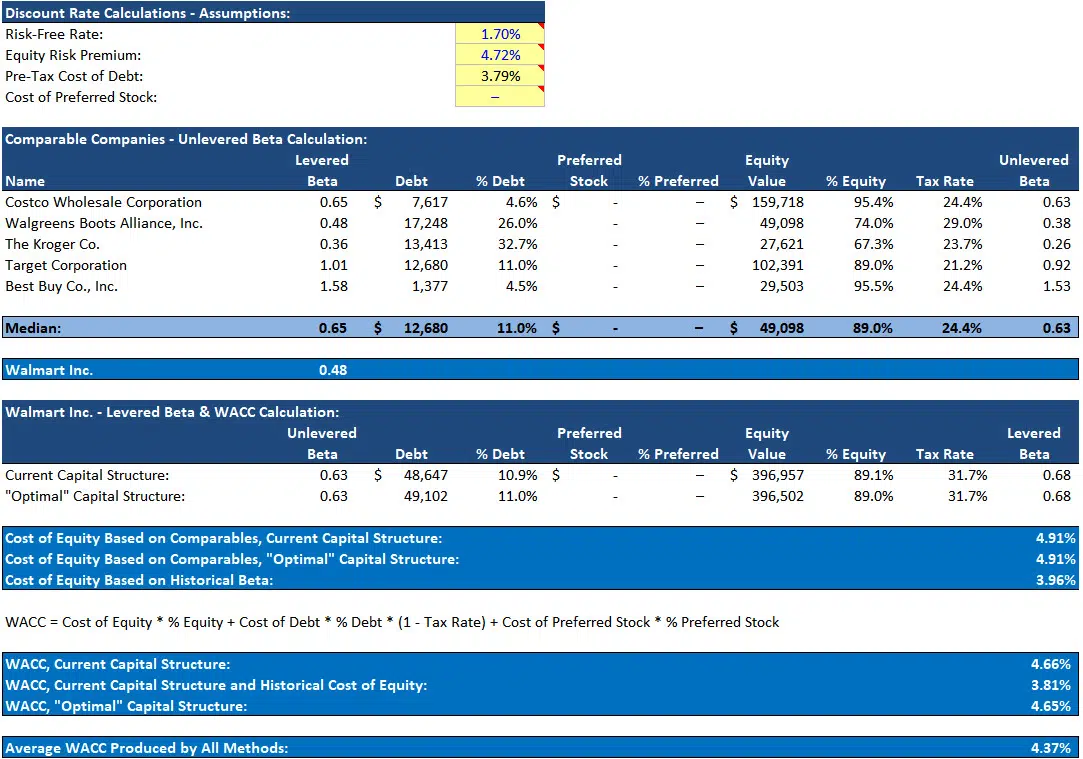 Discount Rate Calculations - Assumptions:
Risk-Free Rate: 1.70%
Equity Risk Premium: 4.72%
Pre-Tax Cost of Debt: 3.79%
Cost of Preferred Stock: –
Comparable Companies - Unlevered Beta Calculation:
Levered Preferred Equity Unlevered
Name Beta Debt % Debt Stock % Preferred Value % Equity Tax Rate Beta
Costco Wholesale Corporation 0.65 $ 7,617 4.6% $ - – $ 159,718 95.4% 24.4% 0.63
Walgreens Boots Alliance, Inc. 0.48 17,248 26.0% - – 49,098 74.0% 29.0% 0.38
The Kroger Co. 0.36 13,413 32.7% - – 27,621 67.3% 23.7% 0.26
Target Corporation 1.01 12,680 11.0% - – 102,391 89.0% 21.2% 0.92
Best Buy Co., Inc. 1.58 1,377 4.5% - – 29,503 95.5% 24.4% 1.53
Median: 0.65 $ 12,680 11.0% $ - – $ 49,098 89.0% 24.4% 0.63
Walmart Inc. 0.48
Walmart Inc. - Levered Beta & WACC Calculation:
Unlevered Preferred Equity Levered
Beta Debt % Debt Stock % Preferred Value % Equity Tax Rate Beta
Current Capital Structure: 0.63 $ 48,647 10.9% $ - – $ 396,957 89.1% 31.7% 0.68
"Optimal" Capital Structure: 0.63 49,102 11.0% - – 396,502 89.0% 31.7% 0.68
Cost of Equity Based on Comparables, Current Capital Structure: 4.91%
Cost of Equity Based on Comparables, "Optimal" Capital Structure: 4.91%
Cost of Equity Based on Historical Beta: 3.96%
WACC = Cost of Equity * % Equity + Cost of Debt * % Debt * (1 - Tax Rate) + Cost of Preferred Stock * % Preferred Stock
WACC, Current Capital Structure: 4.66%
WACC, Current Capital Structure and Historical Cost of Equity: 3.81%
WACC, "Optimal" Capital Structure: 4.65%
Average WACC Produced by All Methods: 4.37%